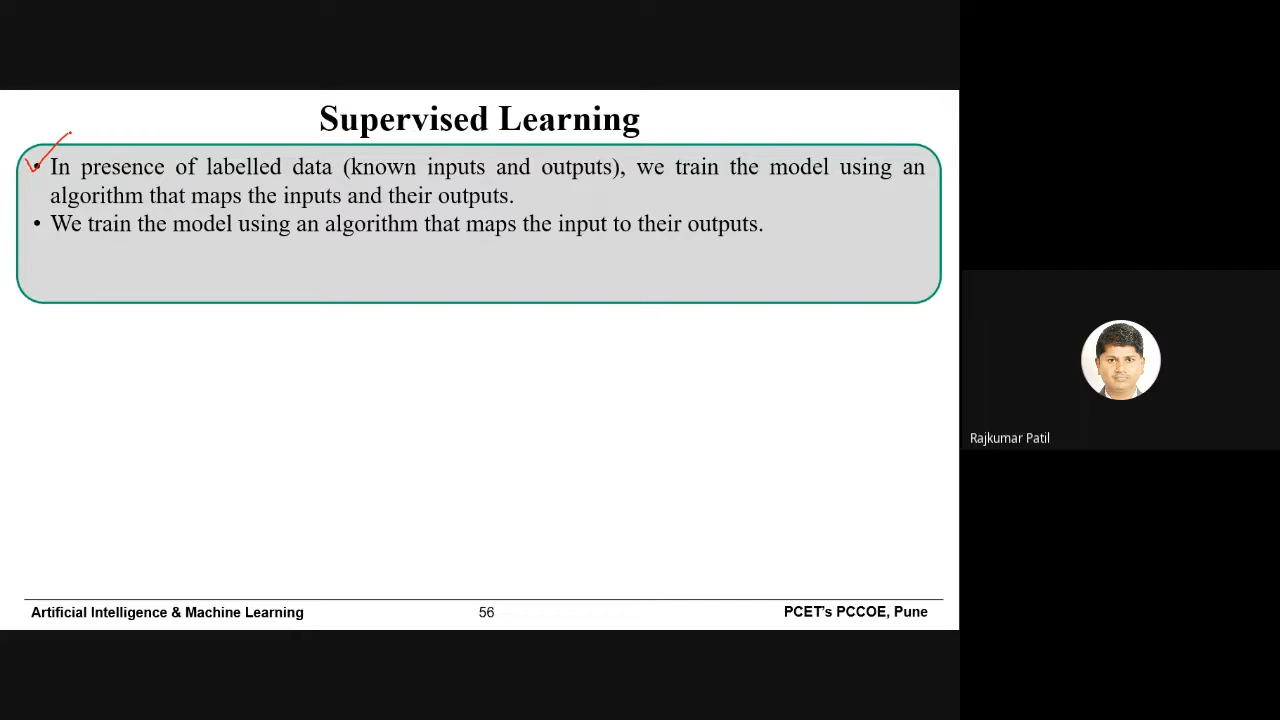 Supervised Learning
• In presence of labelled data (known inputs and outputs), we train the model using an
algorithm that maps the inputs and their outputs.
• We train the model using an algorithm that maps the input to their outputs.
Rajkumar Patil
Artificial Intelligence & Machine Learning 56 PCET's PCCOE, Pune